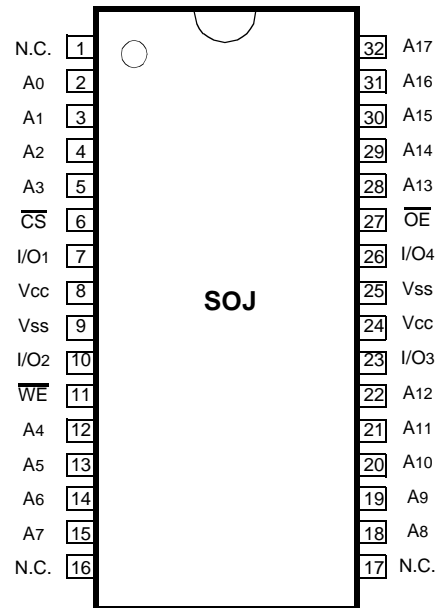 N.C. 1 32 A17
A0 2 31 A16
A1 3 30 A15
A2 4 29 A14
A3 5 28 A13
C̅S̅ 6 27 O̅E̅
I/O1 7 26 I/O4
Vcc 8 25 Vss
SOJ
Vss 9 24 Vcc
I/O2 10 23 I/O3
W̅E̅ 11 22 A12
A4 12 21 A11
A5 13 20 A10
A6 14 19 A9
A7 15 18 A8
N.C. 16 17 N.C.